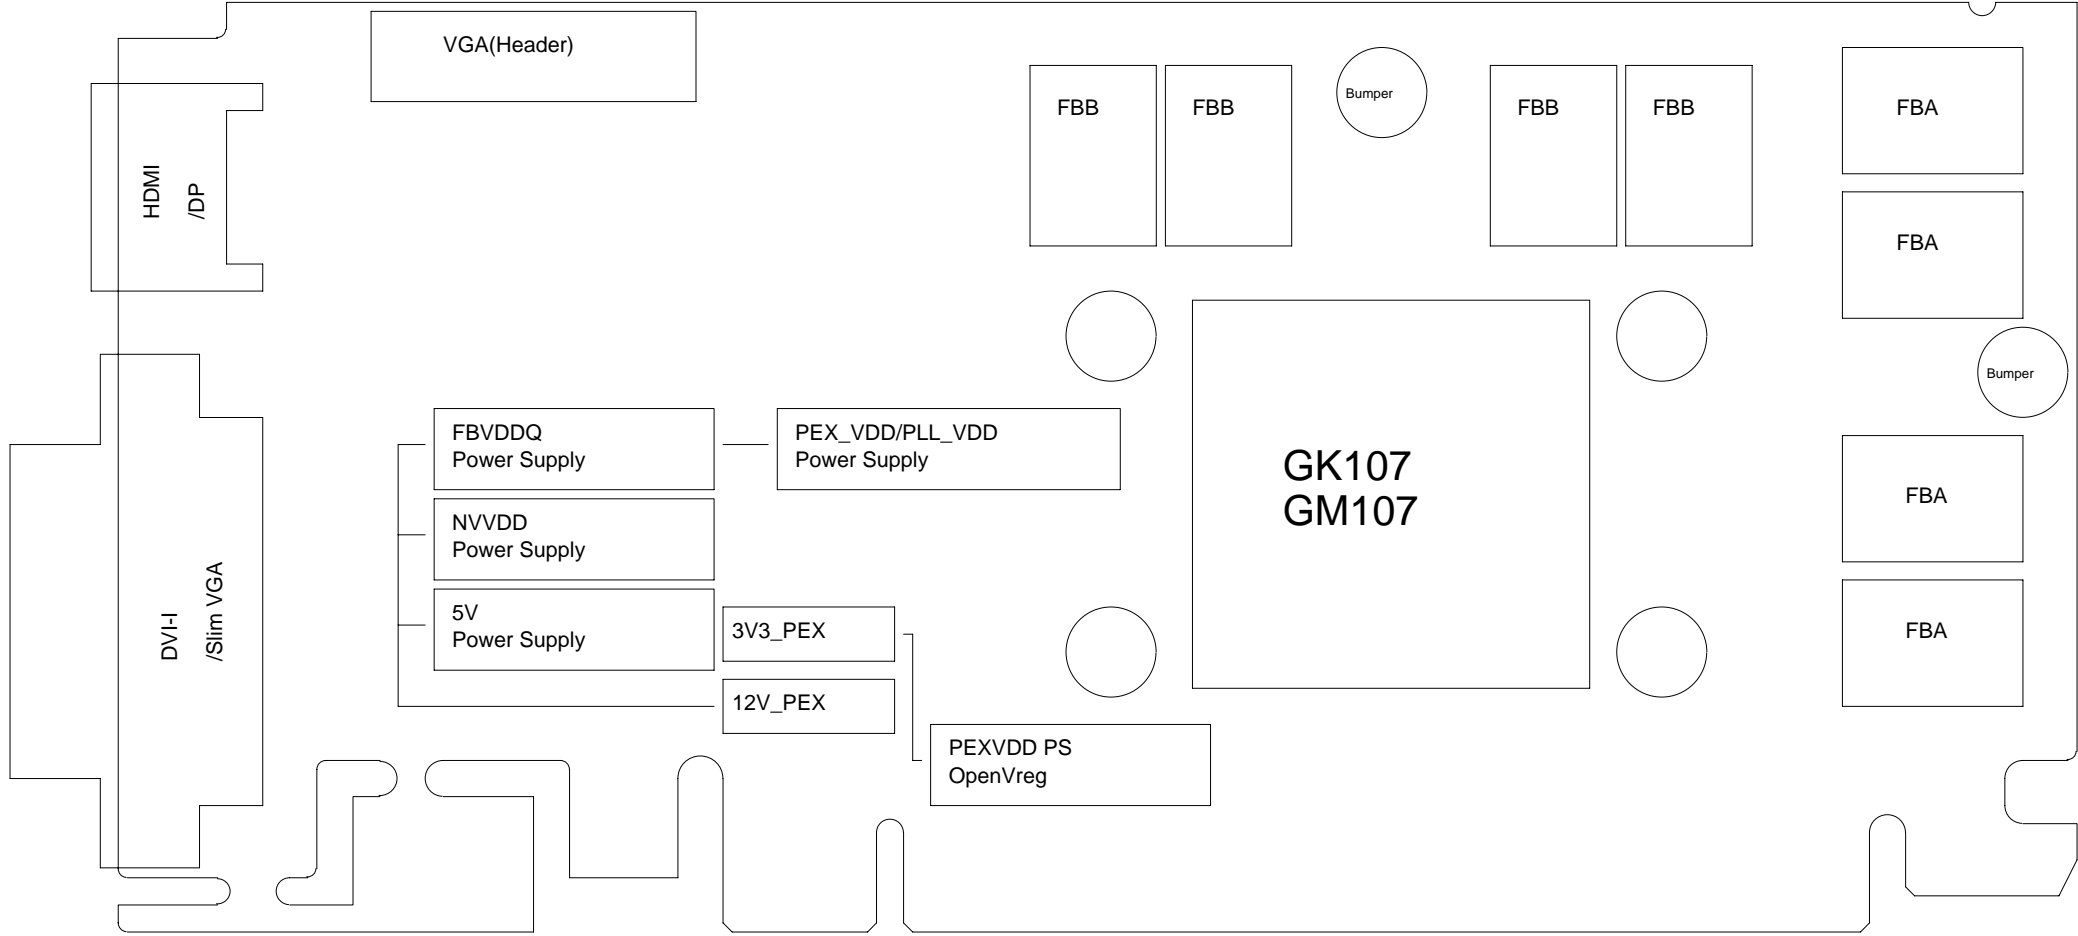 VGA(Header)
HDMI
/DP
FBB
FBB
Bumper
FBB
FBB
FBA
FBA
Bumper
FBVDDQ
Power Supply
PEX_VDD/PLL_VDD
Power Supply
NVVDD
Power Supply
5V
Power Supply
3V3_PEX
12V_PEX
PEXVDD PS
OpenVreg
GK107
GM107
FBA
FBA
DVI-I
/Slim VGA